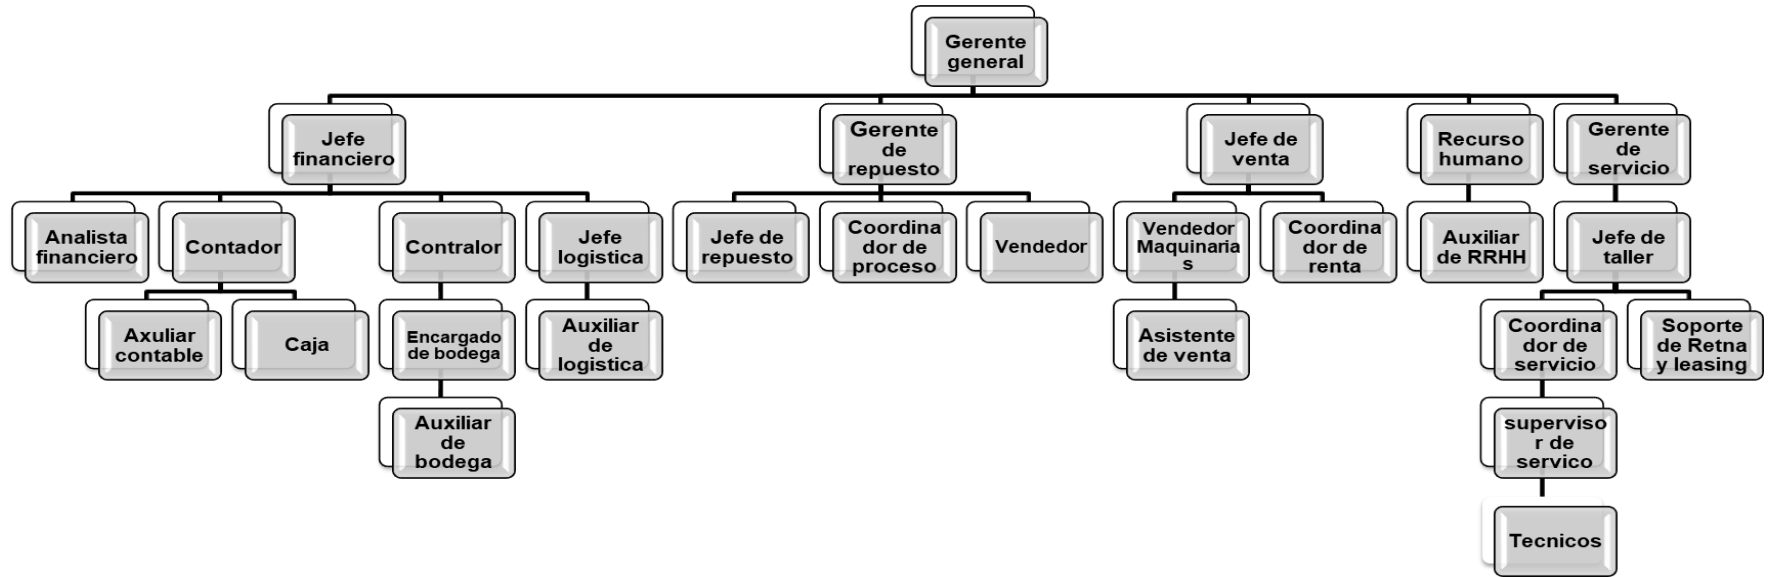 Gerente
general
Jefe
financiero
Gerente
de
repuesto
Jefe de
venta
Recurso
humano
Gerente
de
servicio
Analista
financiero
Contador
Contralor
Jefe
logistica
Jefe de
repuesto
Coordina
dor de
proceso
Vendedor
Vendedor
Maquinaria
s
Coordina
dor de
renta
Auxiliar
de RRHH
Jefe de
taller
Axuliar
contable
Caja
Encargado
de bodega
Auxiliar
de
logistica
Asistente
de venta
Coordina
dor de
servicio
Soporte
de Retna
y leasing
Auxiliar
de
bodega
superviso
r de
servico
Tecnicos